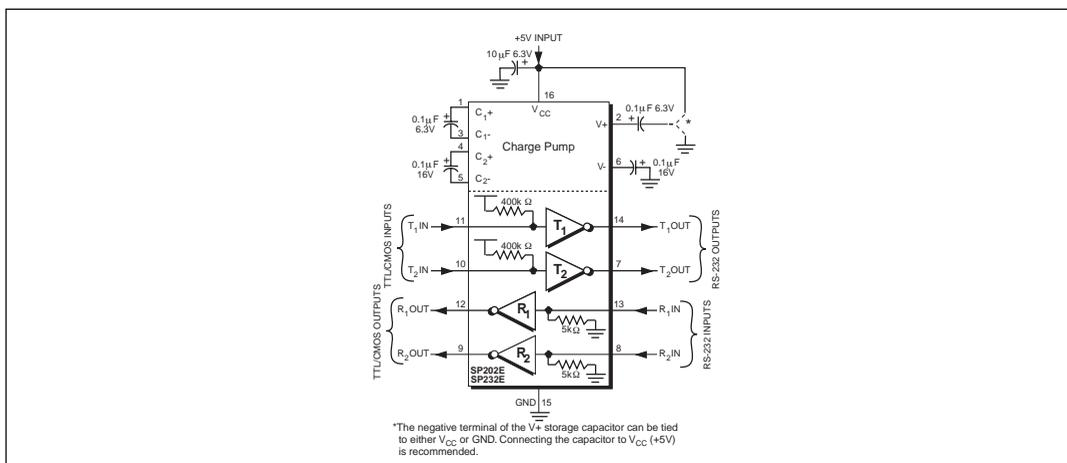 +5V INPUT
10 µF 6.3V
+
16
VCC
1
C1+
0.1µF
6.3V
+
3
C1-
4
C2+
0.1µF
16V
+
5
C2-
Charge Pump
V+
2
0.1µF 6.3V
+
*
V-
6
+
0.1µF
16V
TTL/CMOS INPUTS
T1IN
11
400k Ω
T1
14
T1OUT
RS-232 OUTPUTS
T2IN
10
400k Ω
T2
7
T2OUT
TTL/CMOS OUTPUTS
R1OUT
12
R1
13
R1IN
5kΩ
RS-232 INPUTS
R2OUT
9
R2
8
R2IN
5kΩ
SP202E
SP232E
GND
15
*The negative terminal of the V+ storage capacitor can be tied
to either VCC or GND. Connecting the capacitor to VCC (+5V)
is recommended.